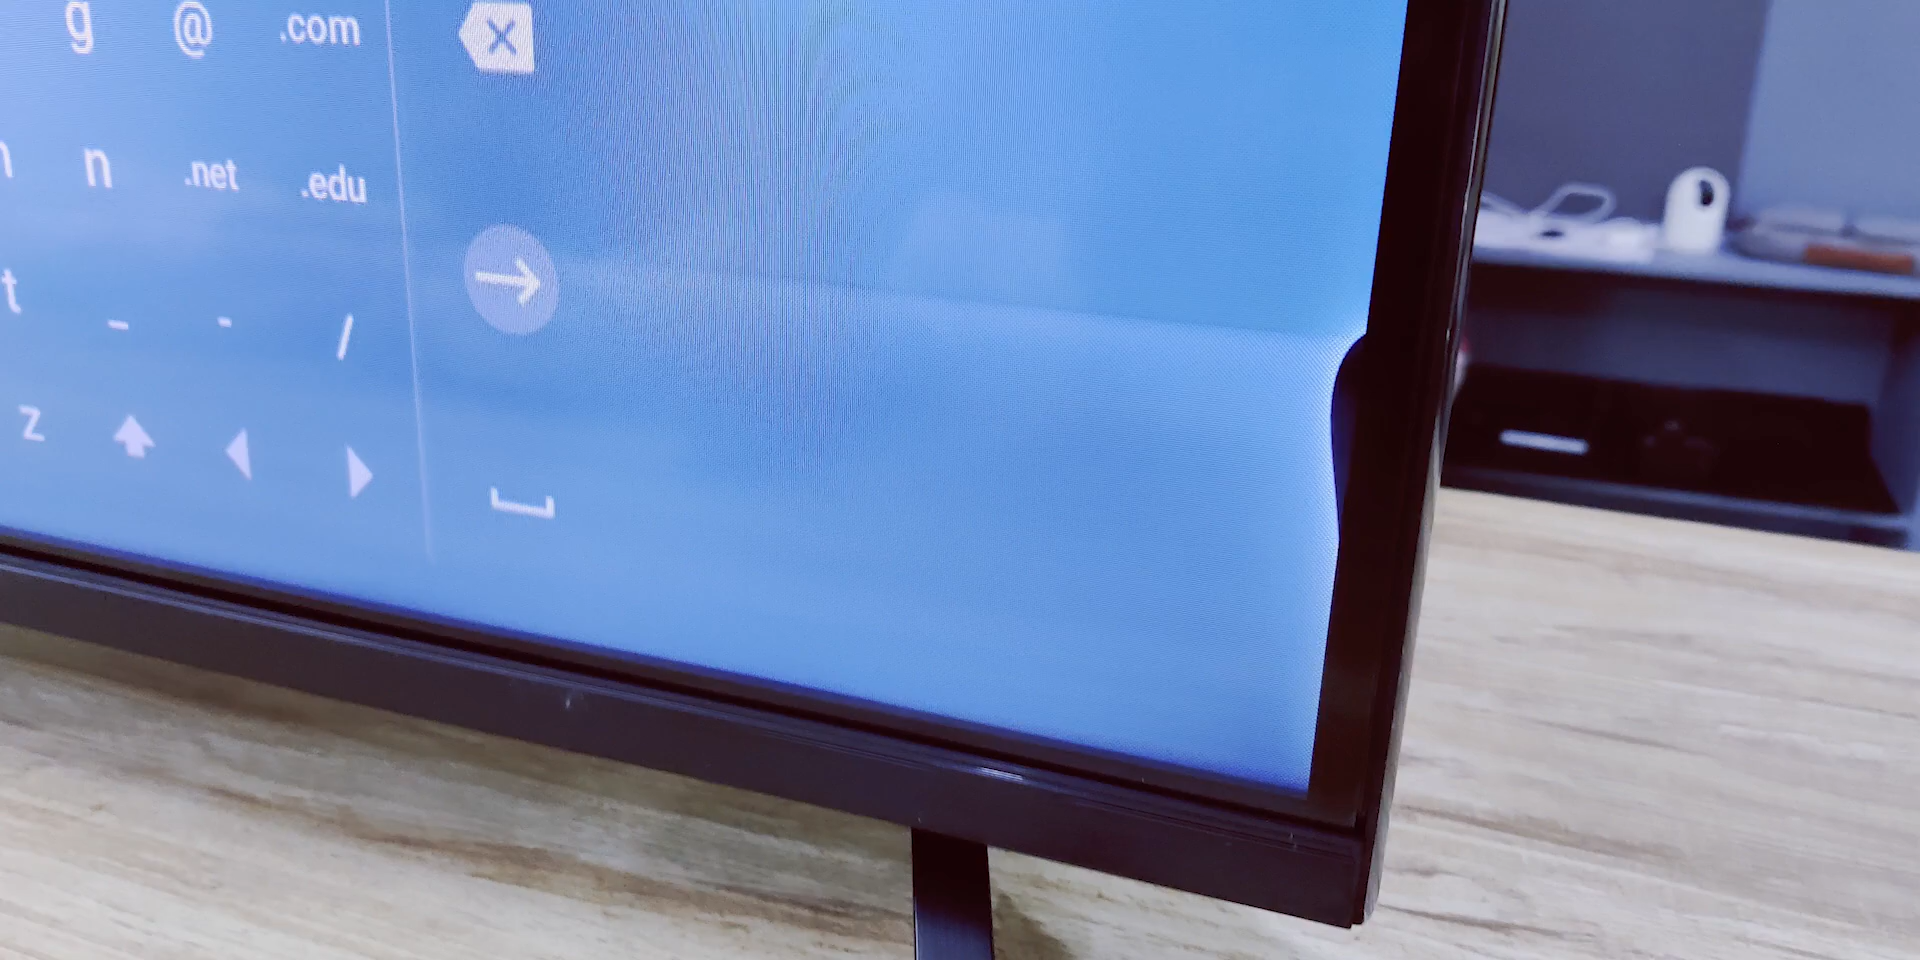 g @ .com
n .net .edu
t _ - /
z